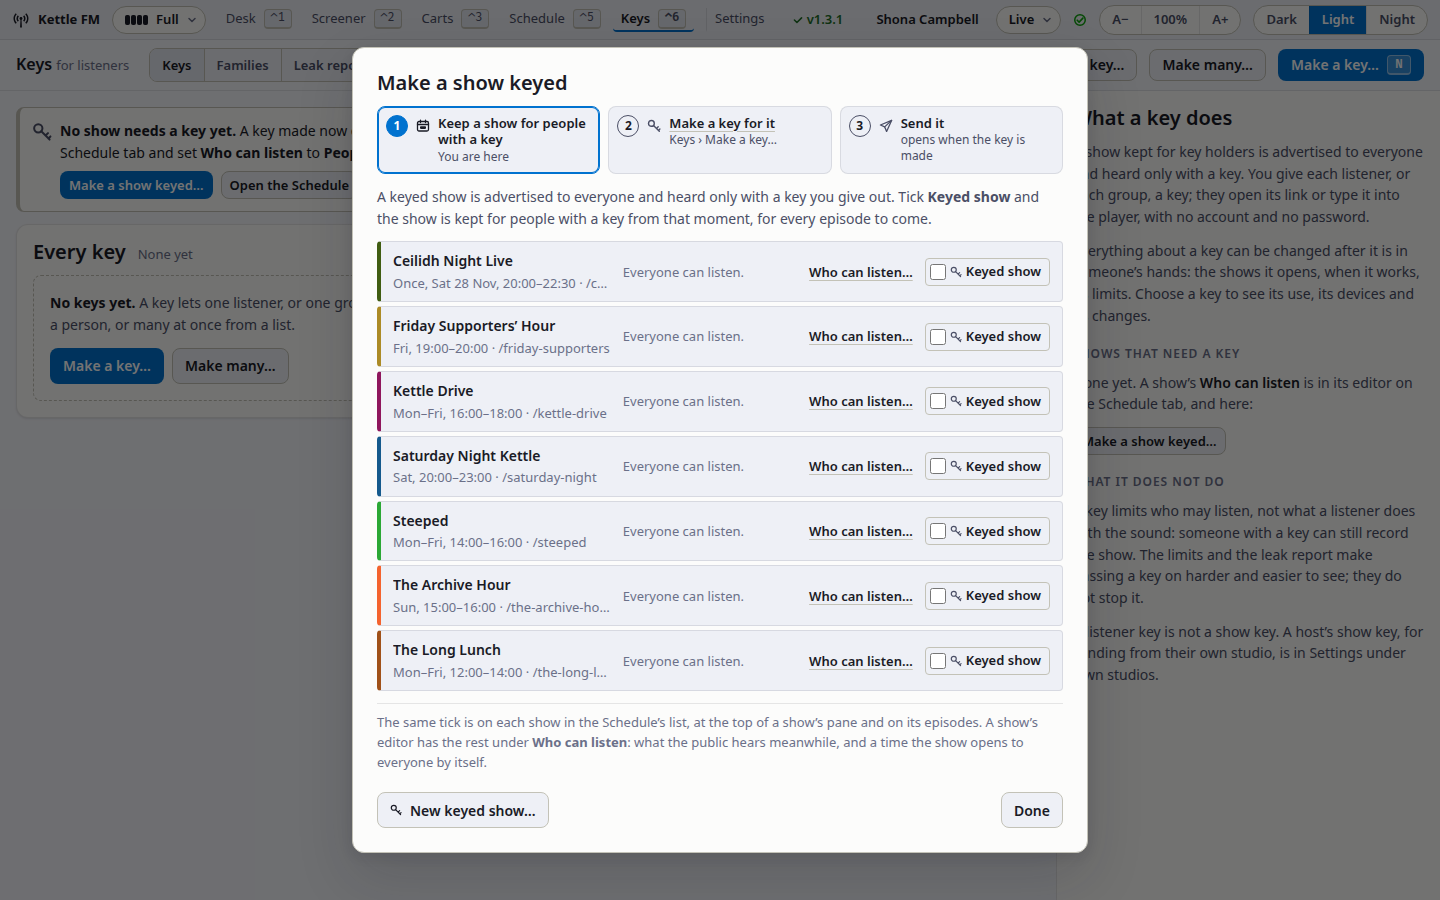 Kettle FM
Full
Desk ^1
Screener ^2
Carts ^3
Schedule ^5
Keys ^6
Settings
v1.3.1
Shona Campbell
Live
A−
100%
A+
Dark
Light
Night
Keys for listeners
Keys
Families
Leak repo
key...
Make many...
Make a key... N
No show needs a key yet. A key made now
Schedule tab and set Who can listen to Peop
Make a show keyed...
Open the Schedule
Every key None yet
No keys yet. A key lets one listener, or one gro
a person, or many at once from a list.
Make a key...
Make many...
Make a show keyed
1
Keep a show for people
with a key
You are here
2
Make a key for it
Keys › Make a key...
3
Send it
opens when the key is
made
A keyed show is advertised to everyone and heard only with a key you give out. Tick Keyed show and
the show is kept for people with a key from that moment, for every episode to come.
Ceilidh Night Live
Once, Sat 28 Nov, 20:00–22:30 · /c...
Everyone can listen.
Who can listen...
Keyed show
Friday Supporters’ Hour
Fri, 19:00–20:00 · /friday-supporters
Everyone can listen.
Who can listen...
Keyed show
Kettle Drive
Mon–Fri, 16:00–18:00 · /kettle-drive
Everyone can listen.
Who can listen...
Keyed show
Saturday Night Kettle
Sat, 20:00–23:00 · /saturday-night
Everyone can listen.
Who can listen...
Keyed show
Steeped
Mon–Fri, 14:00–16:00 · /steeped
Everyone can listen.
Who can listen...
Keyed show
The Archive Hour
Sun, 15:00–16:00 · /the-archive-ho...
Everyone can listen.
Who can listen...
Keyed show
The Long Lunch
Mon–Fri, 12:00–14:00 · /the-long-l...
Everyone can listen.
Who can listen...
Keyed show
The same tick is on each show in the Schedule’s list, at the top of a show’s pane and on its episodes. A show’s
editor has the rest under Who can listen: what the public hears meanwhile, and a time the show opens to
everyone by itself.
New keyed show...
Done
What a key does
show kept for key holders is advertised to everyone
d heard only with a key. You give each listener, or
ch group, a key; they open its link or type it into
e player, with no account and no password.
erything about a key can be changed after it is in
meone’s hands: the shows it opens, when it works,
limits. Choose a key to see its use, its devices and
changes.
OWS THAT NEED A KEY
one yet. A show’s Who can listen is in its editor on
e Schedule tab, and here:
Make a show keyed...
HAT IT DOES NOT DO
key limits who may listen, not what a listener does
th the sound: someone with a key can still record
e show. The limits and the leak report make
ssing a key on harder and easier to see; they do
t stop it.
listener key is not a show key. A host’s show key, for
nding from their own studio, is in Settings under
wn studios.